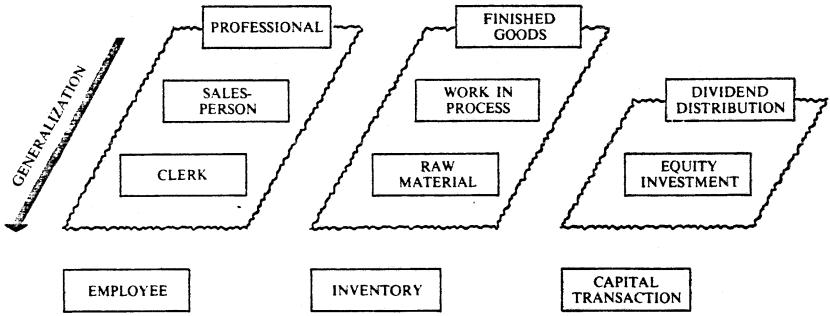 PROFESSIONAL
FINISHED
GOODS
GENERALIZATION
SALES-
PERSON
WORK IN
PROCESS
DIVIDEND
DISTRIBUTION
CLERK
RAW
MATERIAL
EQUITY
INVESTMENT
EMPLOYEE
INVENTORY
CAPITAL
TRANSACTION